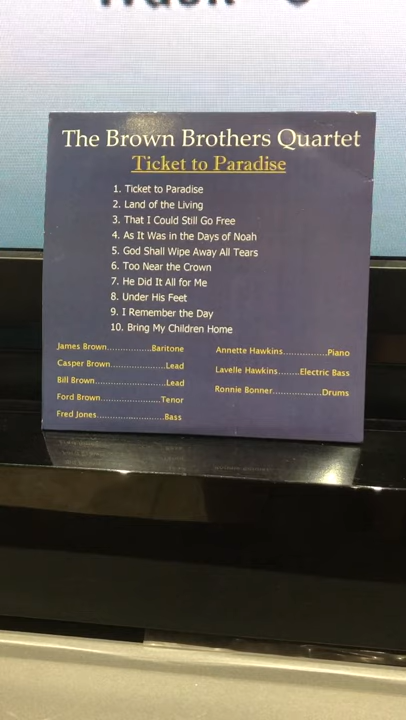 The Brown Brothers Quartet
Ticket to Paradise
1. Ticket to Paradise
2. Land of the Living
3. That I Could Still Go Free
4. As It Was in the Days of Noah
5. God Shall Wipe Away All Tears
6. Too Near the Crown
7. He Did It All for Me
8. Under His Feet
9. I Remember the Day
10. Bring My Children Home
James Brown...............Baritone
Casper Brown...................Lead
Bill Brown........................Lead
Ford Brown....................Tenor
Fred Jones.......................Bass
Annette Hawkins...............Piano
Lavelle Hawkins.......Electric Bass
Ronnie Bonner.................Drums